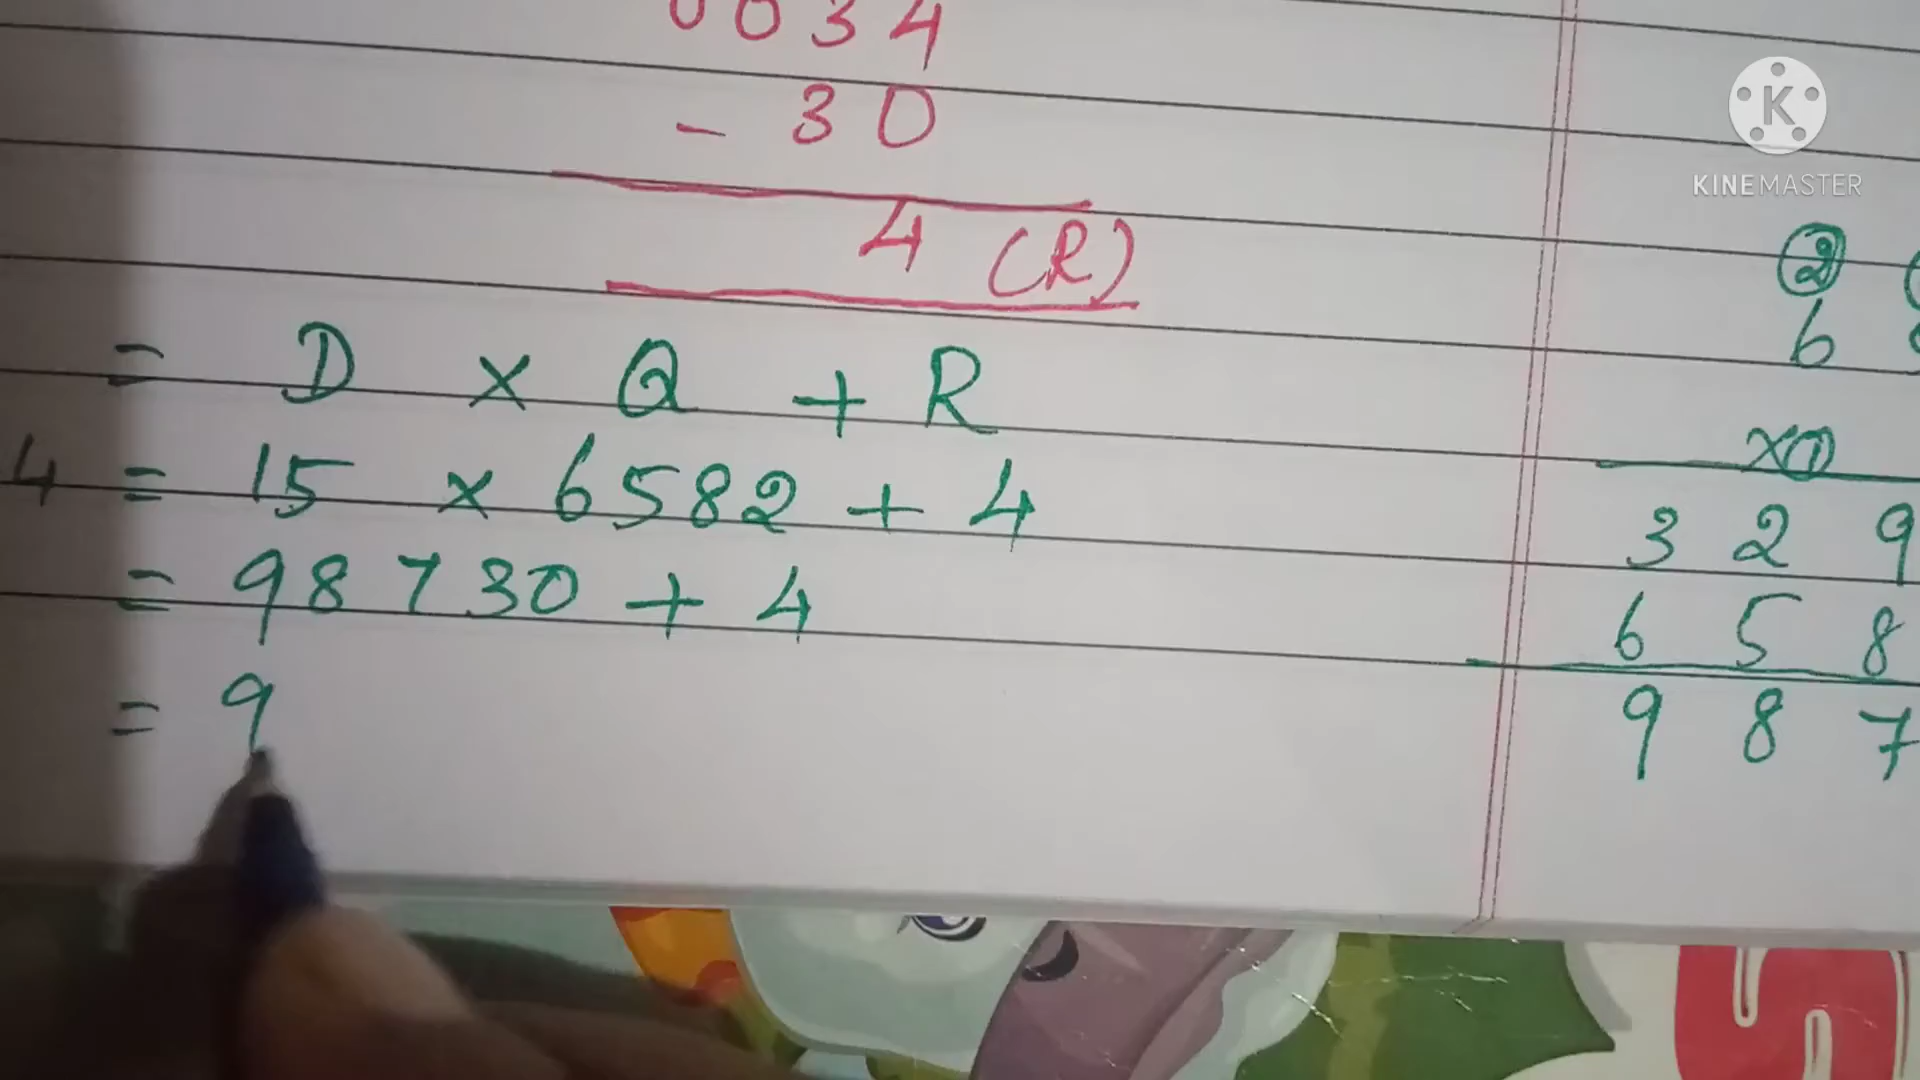 0034
- 30
4 (R)
= D × Q + R
4 = 15 × 6582 + 4
= 98730 + 4
= 9
K
KINEMASTER
2
6
×
3 2 9
6 5 8
9 8 7
S